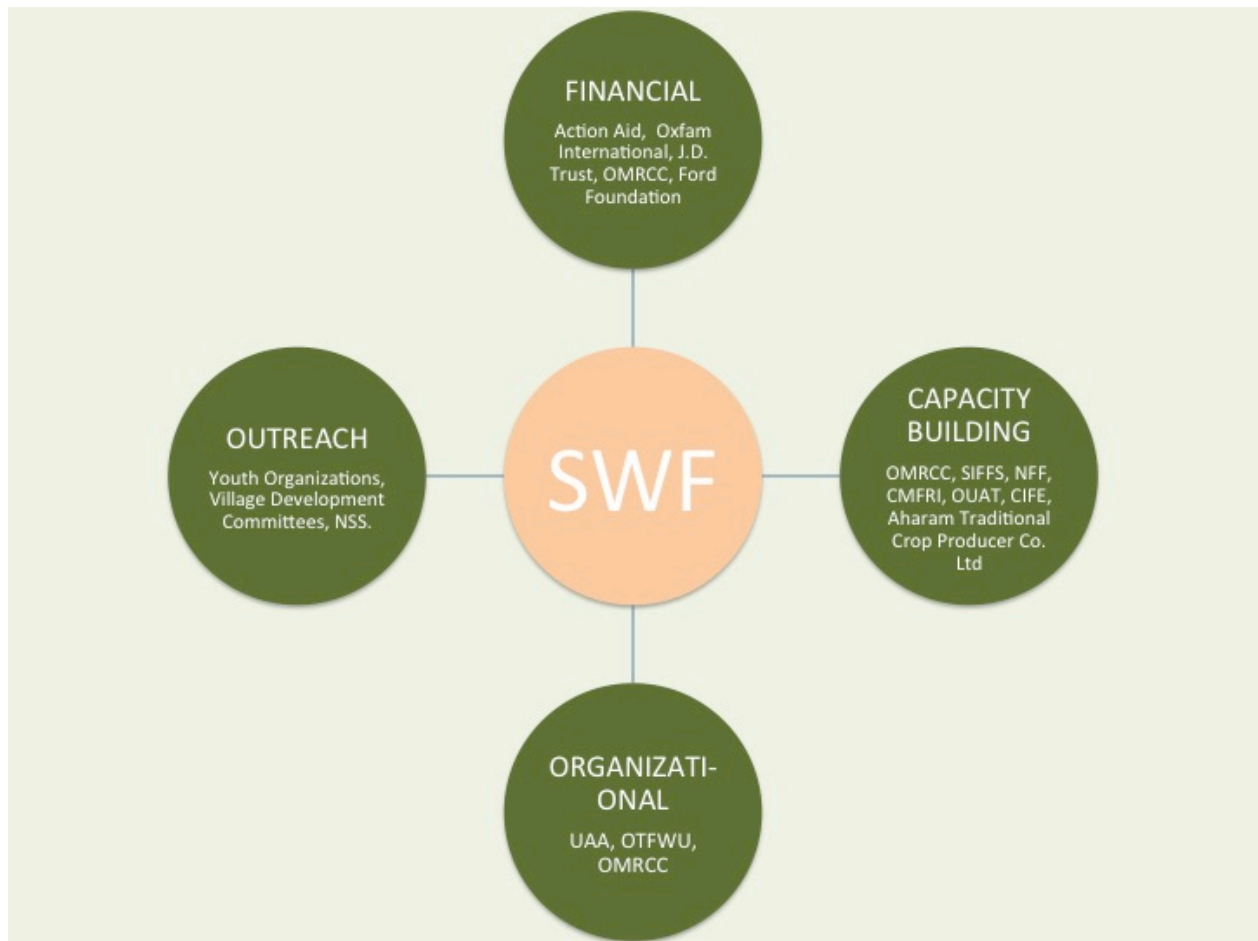 FINANCIAL
Action Aid, Oxfam
International, J.D.
Trust, OMRCC, Ford
Foundation
OUTREACH
Youth Organizations,
Village Development
Committees, NSS.
SWF
CAPACITY
BUILDING
OMRCC, SIFFS, NFF,
CMFRI, OUAT, CIFE,
Aharam Traditional
Crop Producer Co.
Ltd
ORGANIZATI-
ONAL
UAA, OTFWU,
OMRCC